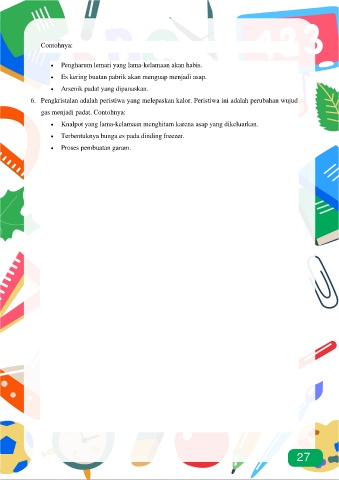 Contohnya:
• Pengharum lemari yang lama-kelamaan akan habis.
• Es kering buatan pabrik akan menguap menjadi asap.
• Arsenik padat yang dipanaskan.
6. Pengkristalan adalah peristiwa yang melepaskan kalor. Peristiwa ini adalah perubahan wujud
gas menjadi padat. Contohnya:
• Knalpot yang lama-kelamaan menghitam karena asap yang dikeluarkan.
• Terbentuknya bunga es pada dinding freezer.
• Proses pembuatan garam.
27